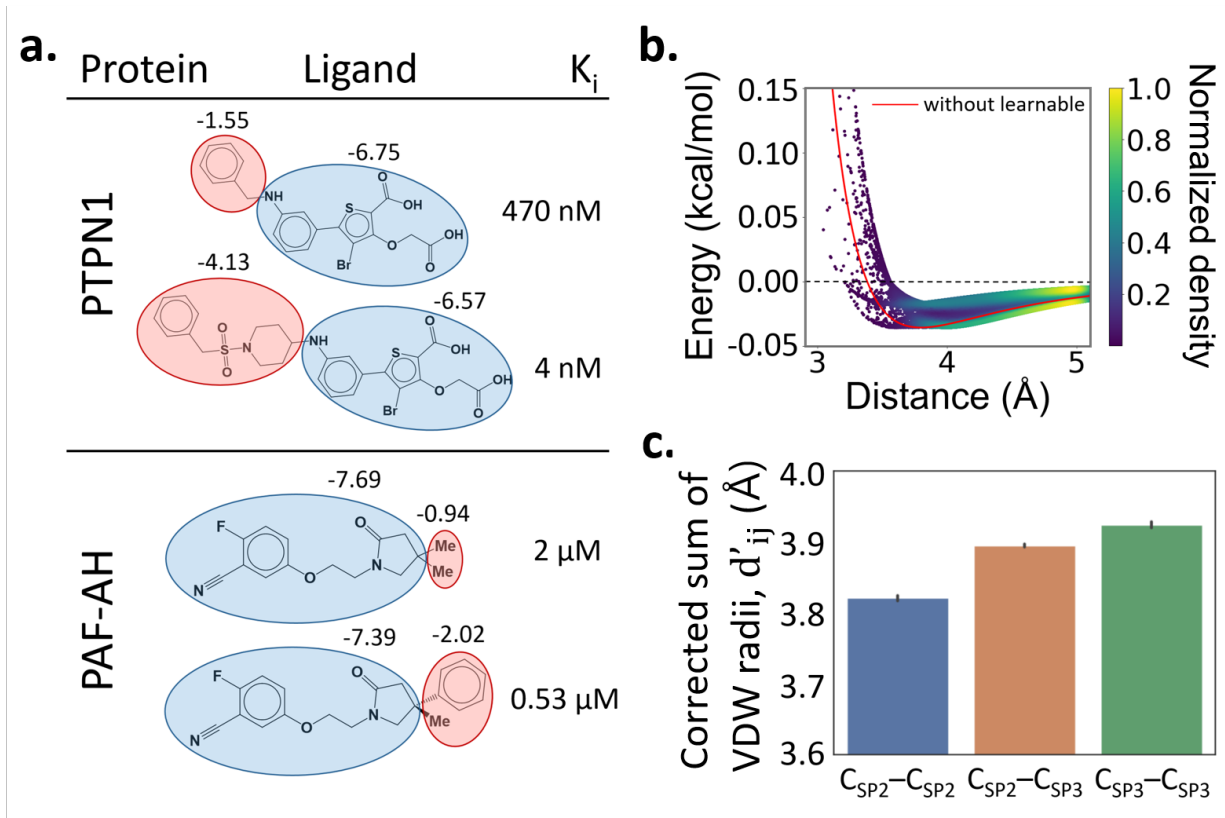 a.
Protein Ligand Ki
PTPN1
-1.55
-6.75
NH
S
O
OH
O
Br
O
OH
470 nM
-4.13
-6.57
O
S
N
O
NH
S
O
OH
O
Br
O
OH
4 nM
PAF-AH
-7.69
-0.94
F
O
Me
Me
N
O
N
2 µM
-7.39
-2.02
F
O
N
Me
O
N
0.53 µM
b.
Energy (kcal/mol)
0.15
0.10
0.05
0.00
-0.05
without learnable
3 4 5
Distance (Å)
1.0
0.8
0.6
0.4
0.2
Normalized density
c.
Corrected sum of
VDW radii, d'ij (Å)
4.0
3.9
3.8
3.7
3.6
CSP2–CSP2 CSP2–CSP3 CSP3–CSP3